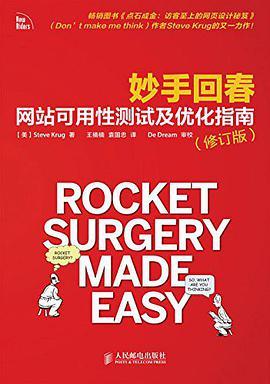 New
Riders
畅销图书《点石成金：访客至上的网页设计秘笈》
（Don't make me think）作者Steve Krug的又一力作！
妙手回春
网站可用性测试及优化指南
（修订版）
【美】Steve Krug 著 王楠楠 袁国忠 译 De Dream 审校
ROCKET
SURGERY
MADE
EASY
ROCKET
SURGERY?
SO, WHAT
ARE YOU
THINKING?
人民邮电出版社
POSTS & TELECOM PRESS